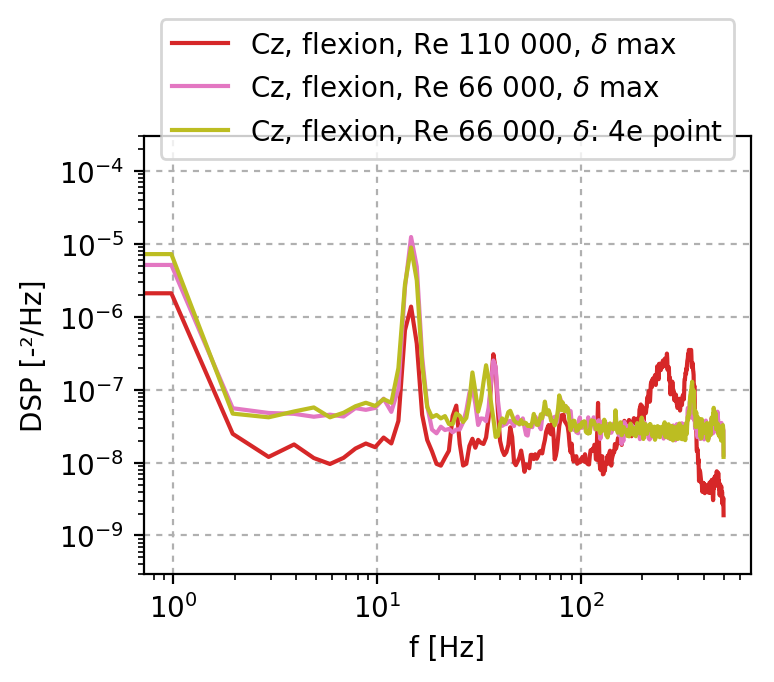 Cz, flexion, Re 110 000, δ max
Cz, flexion, Re 66 000, δ max
Cz, flexion, Re 66 000, δ: 4e point
10⁻⁴
10⁻⁵
10⁻⁶
10⁻⁷
10⁻⁸
10⁻⁹
DSP [-²/Hz]
10⁰ 10¹ 10²
f [Hz]